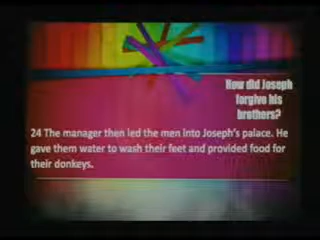 How did Joseph
forgive his
brothers?
24 The manager then led the men into Joseph's palace. He
gave them water to wash their feet and provided food for
their donkeys.